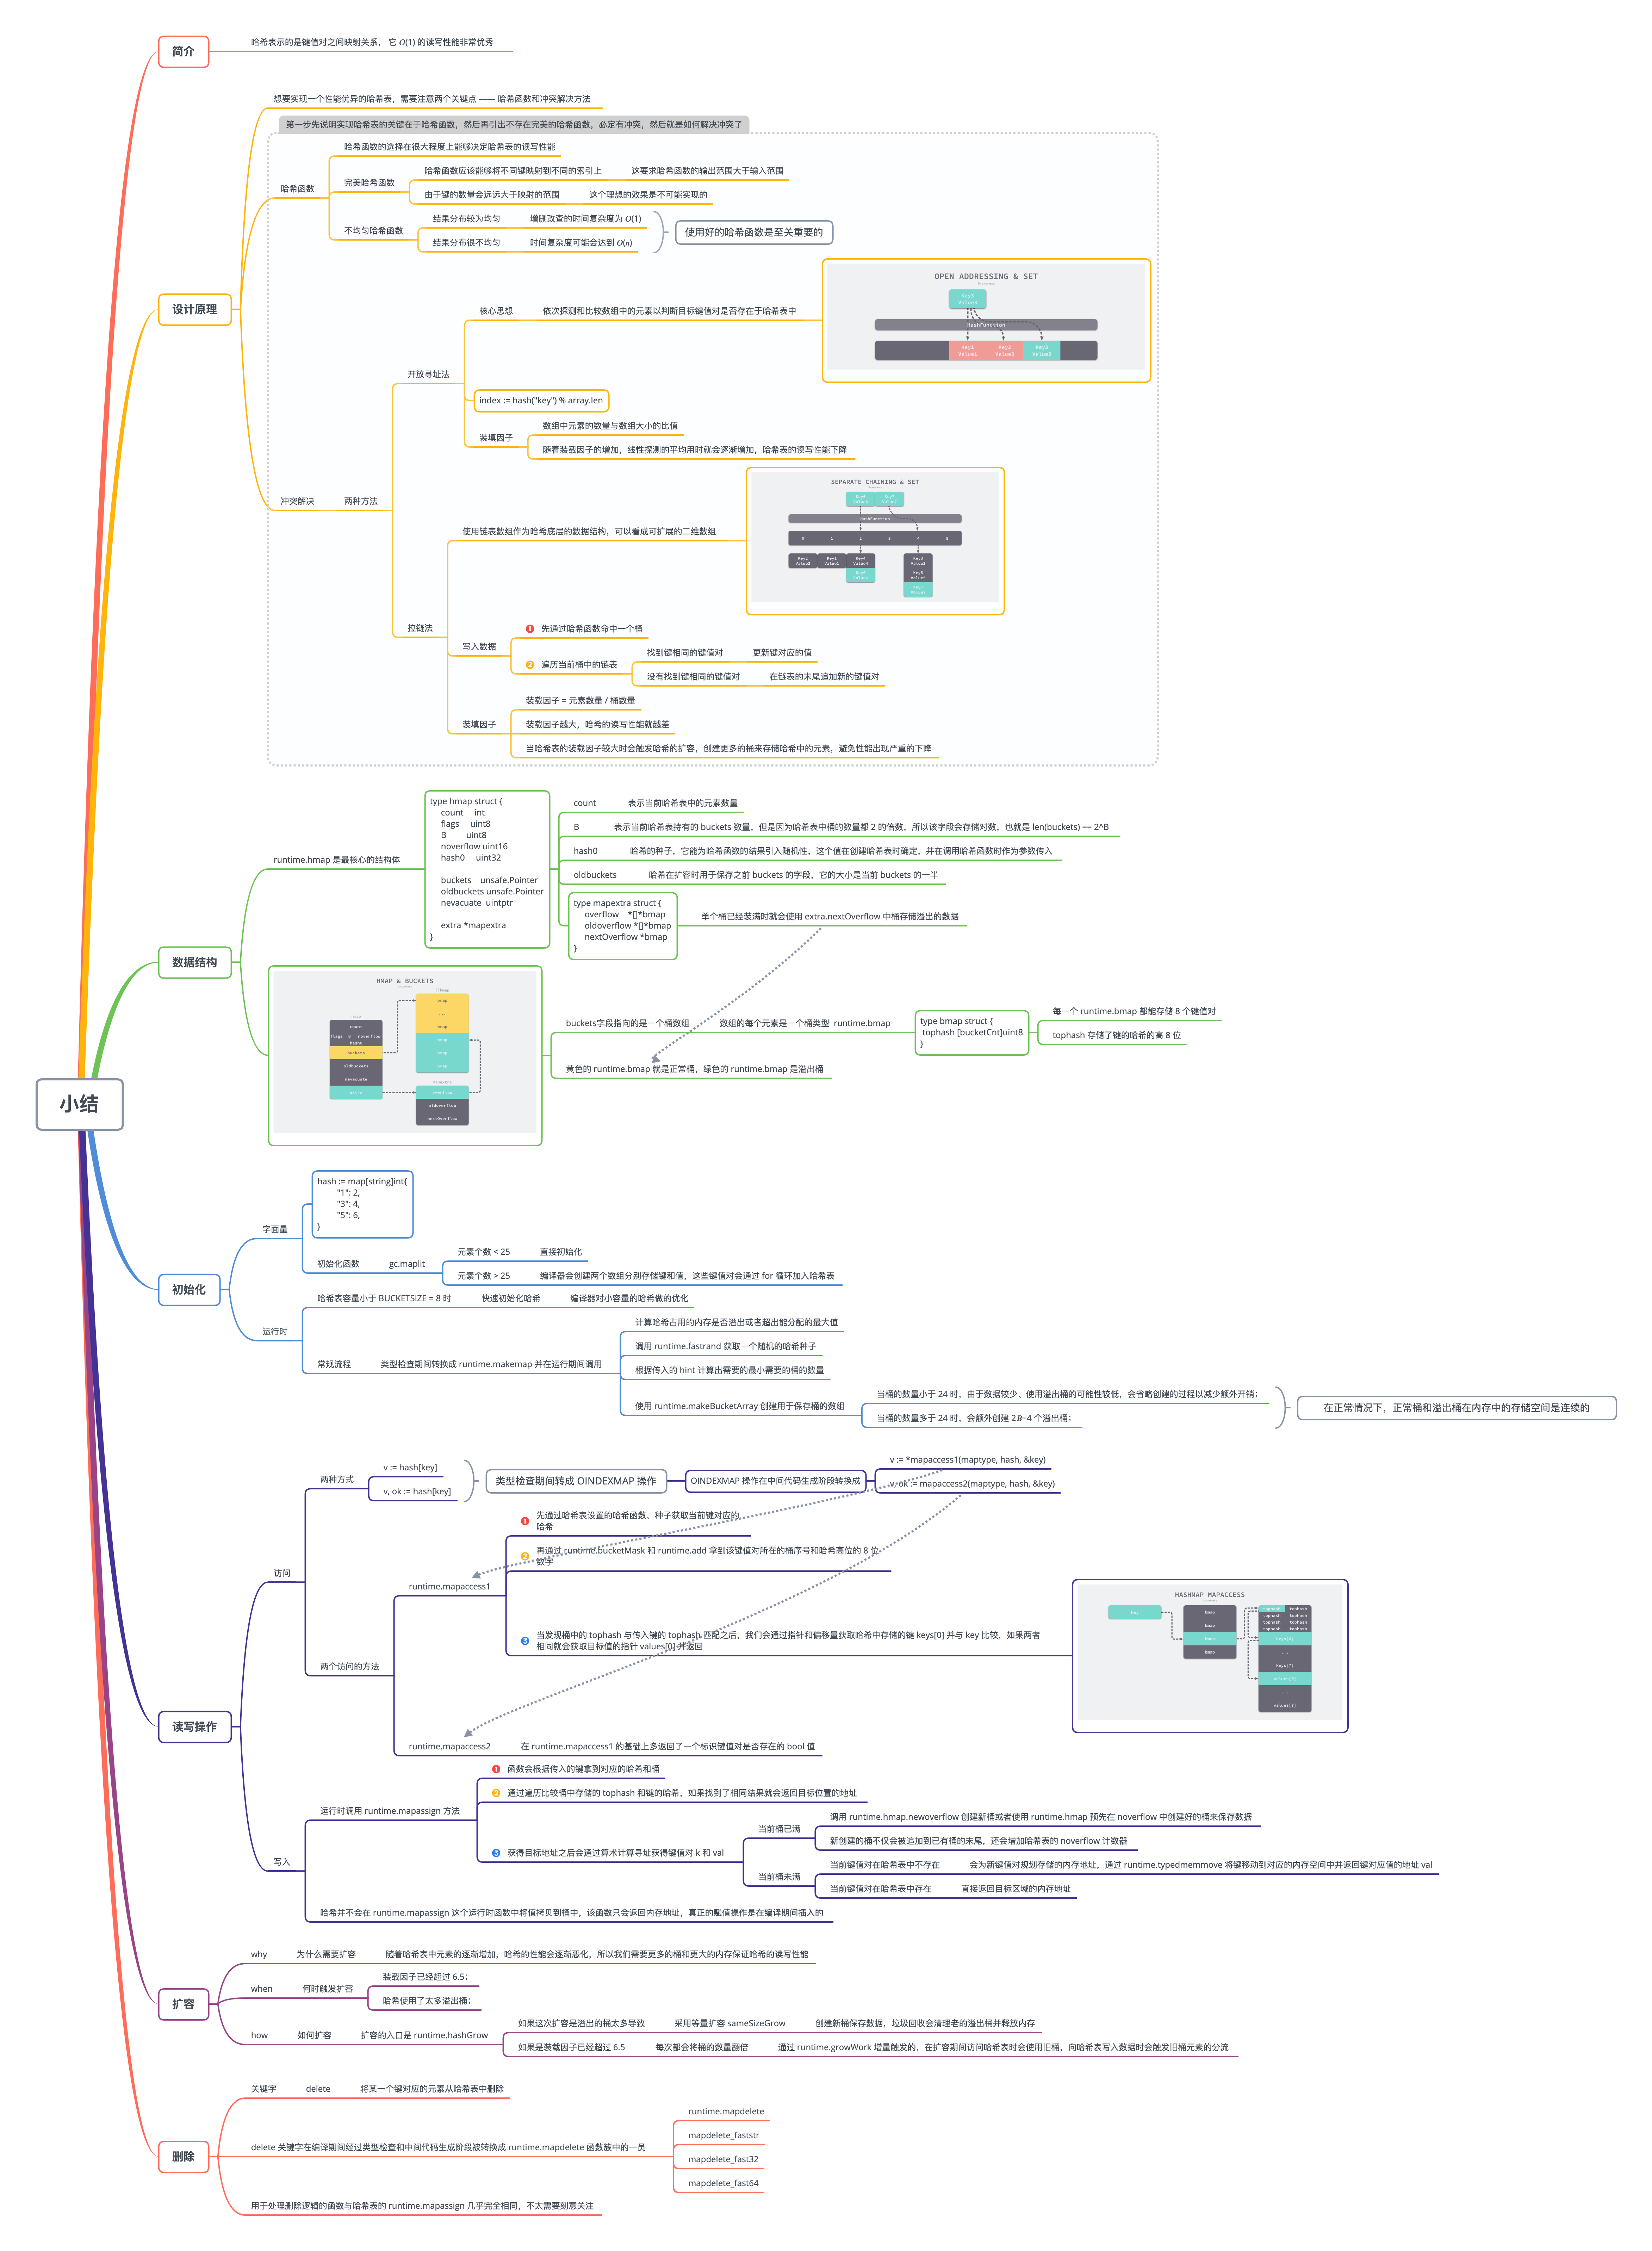 小结
简介
哈希表示的是键值对之间映射关系， 它 O(1) 的读写性能非常优秀
设计原理
想要实现一个性能优异的哈希表，需要注意两个关键点 —— 哈希函数和冲突解决方法
第一步先说明实现哈希表的关键在于哈希函数，然后再引出不存在完美的哈希函数，必定有冲突，然后就是如何解决冲突了
哈希函数
哈希函数的选择在很大程度上能够决定哈希表的读写性能
完美哈希函数
哈希函数应该能够将不同键映射到不同的索引上
这要求哈希函数的输出范围大于输入范围
由于键的数量会远远大于映射的范围
这个理想的效果是不可能实现的
不均匀哈希函数
结果分布较为均匀
增删改查的时间复杂度为 O(1)
结果分布很不均匀
时间复杂度可能会达到 O(n)
使用好的哈希函数是至关重要的
冲突解决
两种方法
开放寻址法
核心思想
依次探测和比较数组中的元素以判断目标键值对是否存在于哈希表中
OPEN ADDRESSING & SET
Key3
Value3
HashFunction
Key1
Value1
Key2
Value2
Key3
Value3
index := hash("key") % array.len
装填因子
数组中元素的数量与数组大小的比值
随着装载因子的增加，线性探测的平均用时就会逐渐增加，哈希表的读写性能下降
拉链法
使用链表数组作为哈希底层的数据结构，可以看成可扩展的二维数组
SEPARATE CHAINING & SET
Key6
Value6
Key7
Value7
HashFunction
0 1 2 3 4 5
Key2
Value2
Key1
Value1
Key4
Value4
Key6
Value6
Key3
Value3
Key5
Value5
Key7
Value7
写入数据
1 先通过哈希函数命中一个桶
2 遍历当前桶中的链表
找到键相同的键值对
更新键对应的值
没有找到键相同的键值对
在链表的末尾追加新的键值对
装填因子
装载因子 = 元素数量 / 桶数量
装载因子越大，哈希的读写性能就越差
当哈希表的装载因子较大时会触发哈希的扩容，创建更多的桶来存储哈希中的元素，避免性能出现严重的下降
数据结构
runtime.hmap 是最核心的结构体
type hmap struct {
count int
flags uint8
B uint8
noverflow uint16
hash0 uint32
buckets unsafe.Pointer
oldbuckets unsafe.Pointer
nevacuate uintptr
extra *mapextra
}
count
表示当前哈希表中的元素数量
B
表示当前哈希表持有的 buckets 数量，但是因为哈希表中桶的数量都 2 的倍数，所以该字段会存储对数，也就是 len(buckets) == 2^B
hash0
哈希的种子，它能为哈希函数的结果引入随机性，这个值在创建哈希表时确定，并在调用哈希函数时作为参数传入
oldbuckets
哈希在扩容时用于保存之前 buckets 的字段，它的大小是当前 buckets 的一半
type mapextra struct {
overflow *[]*bmap
oldoverflow *[]*bmap
nextOverflow *bmap
}
单个桶已经装满时就会使用 extra.nextOverflow 中桶存储溢出的数据
HMAP & BUCKETS
hmap
count
flags B noverflow
hash0
buckets
oldbuckets
nevacuate
extra
[]bmap
bmap
....
bmap
bmap
bmap
bmap
mapextra
overflow
oldoverflow
nextOverflow
buckets字段指向的是一个桶数组
数组的每个元素是一个桶类型 runtime.bmap
type bmap struct {
tophash [bucketCnt]uint8
}
每一个 runtime.bmap 都能存储 8 个键值对
tophash 存储了键的哈希的高 8 位
黄色的 runtime.bmap 就是正常桶，绿色的 runtime.bmap 是溢出桶
初始化
字面量
hash := map[string]int{
"1": 2,
"3": 4,
"5": 6,
}
初始化函数
gc.maplit
元素个数 < 25
直接初始化
元素个数 > 25
编译器会创建两个数组分别存储键和值，这些键值对会通过 for 循环加入哈希表
运行时
哈希表容量小于 BUCKETSIZE = 8 时
快速初始化哈希
编译器对小容量的哈希做的优化
常规流程
类型检查期间转换成 runtime.makemap 并在运行期间调用
计算哈希占用的内存是否溢出或者超出能分配的最大值
调用 runtime.fastrand 获取一个随机的哈希种子
根据传入的 hint 计算出需要的最小需要的桶的数量
使用 runtime.makeBucketArray 创建用于保存桶的数组
当桶的数量小于 24 时，由于数据较少、使用溢出桶的可能性较低，会省略创建的过程以减少额外开销；
当桶的数量多于 24 时，会额外创建 2B−4 个溢出桶；
在正常情况下，正常桶和溢出桶在内存中的存储空间是连续的
读写操作
访问
两种方式
v := hash[key]
v, ok := hash[key]
类型检查期间转成 OINDEXMAP 操作
OINDEXMAP 操作在中间代码生成阶段转换成
v := *mapaccess1(maptype, hash, &key)
v, ok := mapaccess2(maptype, hash, &key)
两个访问的方法
runtime.mapaccess1
1 先通过哈希表设置的哈希函数、种子获取当前键对应的
哈希
2 再通过 runtime.bucketMask 和 runtime.add 拿到该键值对所在的桶序号和哈希高位的 8 位
数字
3 当发现桶中的 tophash 与传入键的 tophash 匹配之后，我们会通过指针和偏移量获取哈希中存储的键 keys[0] 并与 key 比较，如果两者
相同就会获取目标值的指针 values[0] 并返回
HASHMAP MAPACCESS
key
bmap
bmap
bmap
bmap
tophash tophash
tophash tophash
tophash tophash
tophash tophash
keys[0]
...
keys[7]
values[0]
...
values[7]
runtime.mapaccess2
在 runtime.mapaccess1 的基础上多返回了一个标识键值对是否存在的 bool 值
写入
运行时调用 runtime.mapassign 方法
1 函数会根据传入的键拿到对应的哈希和桶
2 通过遍历比较桶中存储的 tophash 和键的哈希，如果找到了相同结果就会返回目标位置的地址
3 获得目标地址之后会通过算术计算寻址获得键值对 k 和 val
当前桶已满
调用 runtime.hmap.newoverflow 创建新桶或者使用 runtime.hmap 预先在 noverflow 中创建好的桶来保存数据
新创建的桶不仅会被追加到已有桶的末尾，还会增加哈希表的 noverflow 计数器
当前桶未满
当前键值对在哈希表中不存在
会为新键值对规划存储的内存地址，通过 runtime.typedmemmove 将键移动到对应的内存空间中并返回键对应值的地址 val
当前键值对在哈希表中存在
直接返回目标区域的内存地址
哈希并不会在 runtime.mapassign 这个运行时函数中将值拷贝到桶中，该函数只会返回内存地址，真正的赋值操作是在编译期间插入的
扩容
why
为什么需要扩容
随着哈希表中元素的逐渐增加，哈希的性能会逐渐恶化，所以我们需要更多的桶和更大的内存保证哈希的读写性能
when
何时触发扩容
装载因子已经超过 6.5；
哈希使用了太多溢出桶；
how
如何扩容
扩容的入口是 runtime.hashGrow
如果这次扩容是溢出的桶太多导致
采用等量扩容 sameSizeGrow
创建新桶保存数据，垃圾回收会清理老的溢出桶并释放内存
如果是装载因子已经超过 6.5
每次都会将桶的数量翻倍
通过 runtime.growWork 增量触发的，在扩容期间访问哈希表时会使用旧桶，向哈希表写入数据时会触发旧桶元素的分流
删除
关键字
delete
将某一个键对应的元素从哈希表中删除
delete 关键字在编译期间经过类型检查和中间代码生成阶段被转换成 runtime.mapdelete 函数簇中的一员
runtime.mapdelete
mapdelete_faststr
mapdelete_fast32
mapdelete_fast64
用于处理删除逻辑的函数与哈希表的 runtime.mapassign 几乎完全相同，不太需要刻意关注